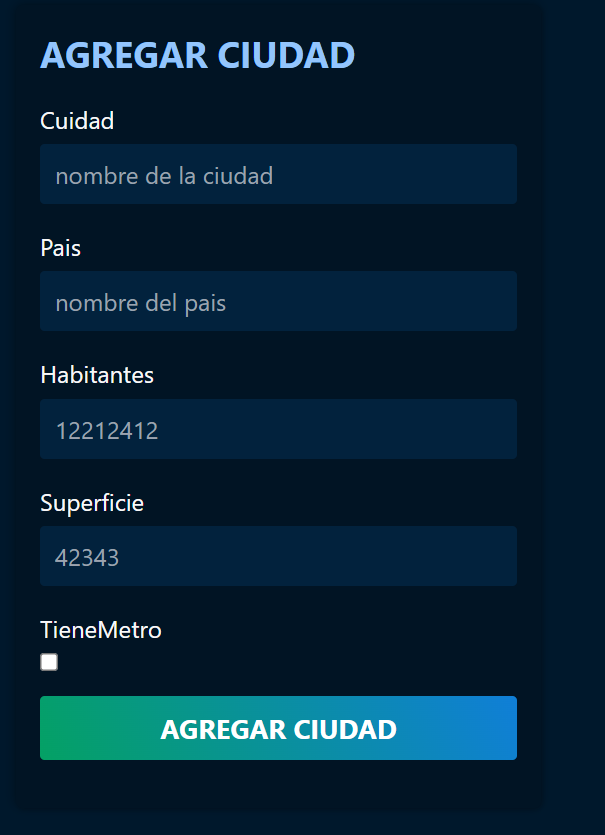 AGREGAR CIUDAD
Cuidad
nombre de la ciudad
Pais
nombre del pais
Habitantes
12212412
Superficie
42343
TieneMetro
AGREGAR CIUDAD